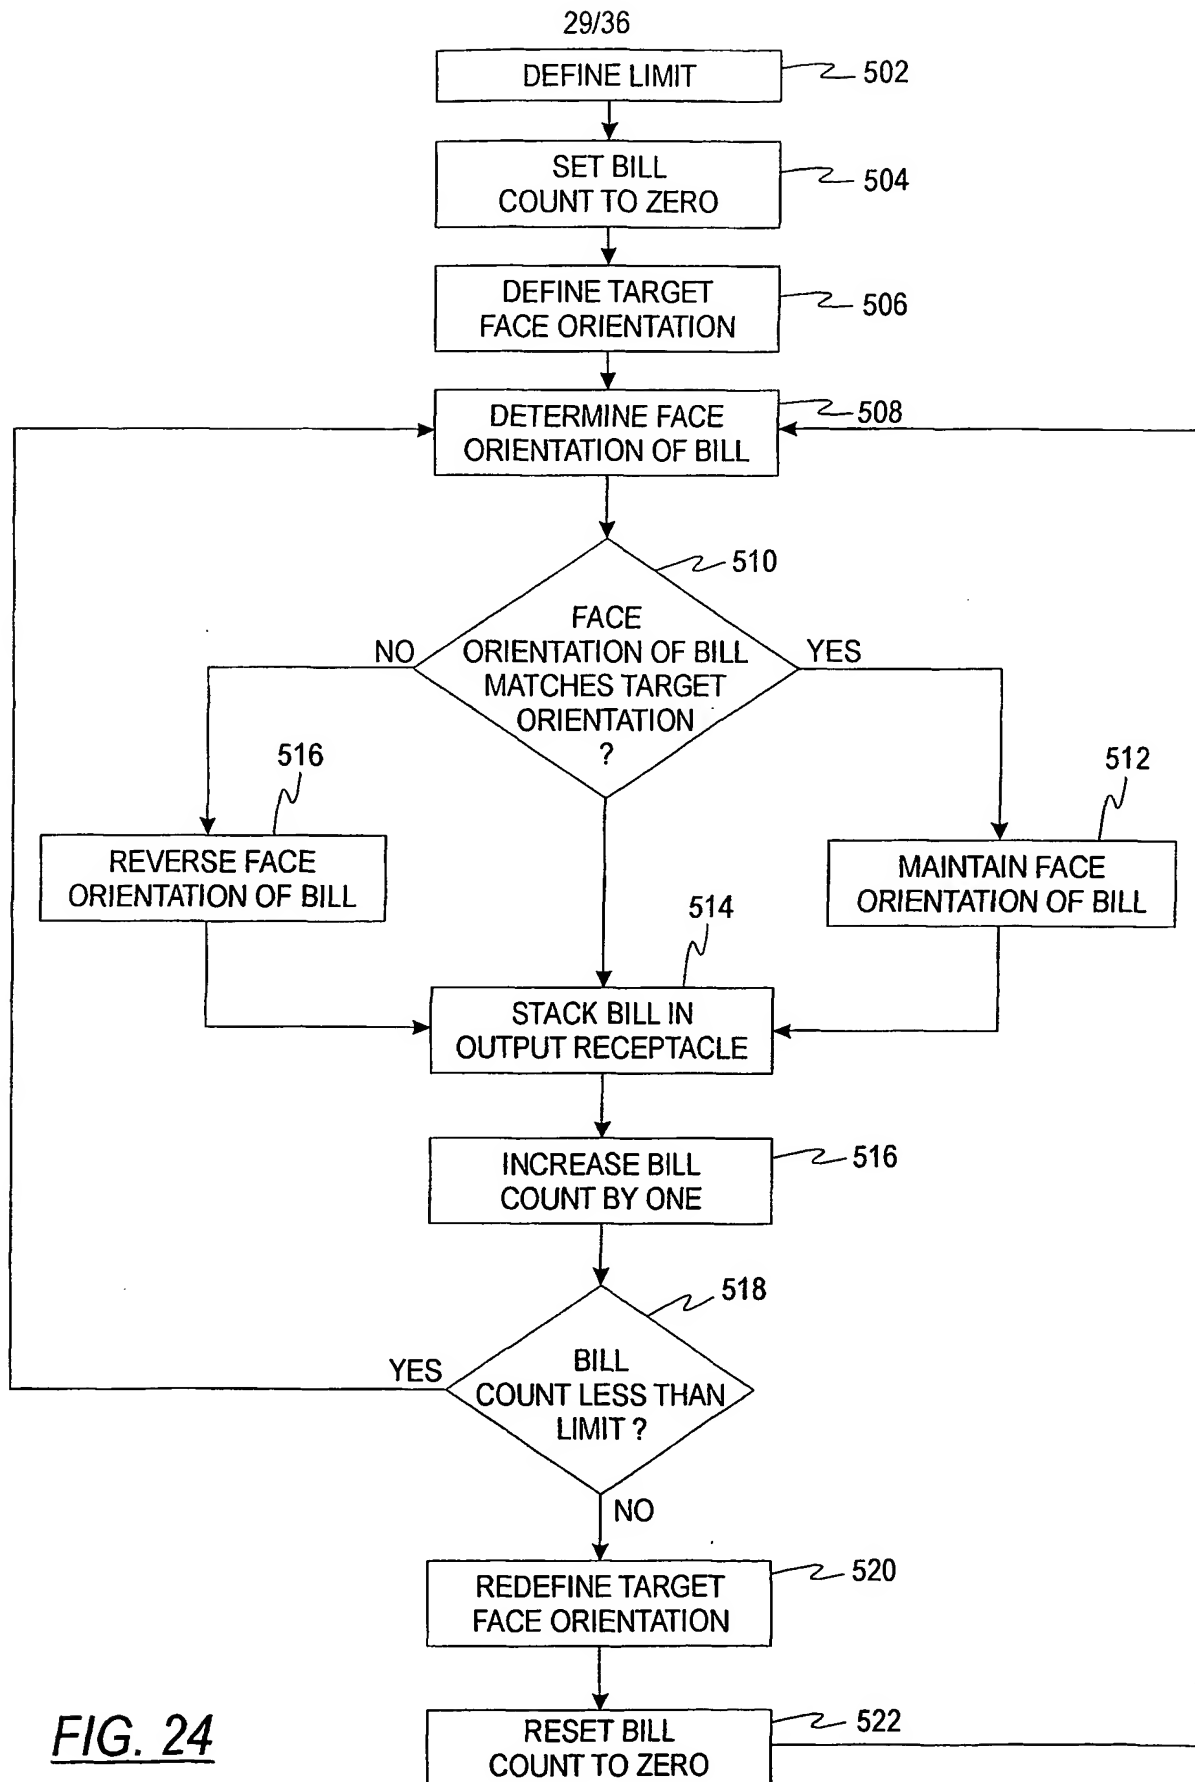 29/36
DEFINE LIMIT
502
SET BILL
COUNT TO ZERO
504
DEFINE TARGET
FACE ORIENTATION
506
DETERMINE FACE
ORIENTATION OF BILL
508
510
FACE
ORIENTATION OF BILL
MATCHES TARGET
ORIENTATION
?
NO
YES
516
REVERSE FACE
ORIENTATION OF BILL
512
MAINTAIN FACE
ORIENTATION OF BILL
514
STACK BILL IN
OUTPUT RECEPTACLE
INCREASE BILL
COUNT BY ONE
516
518
BILL
COUNT LESS THAN
LIMIT ?
YES
NO
REDEFINE TARGET
FACE ORIENTATION
520
RESET BILL
COUNT TO ZERO
522
FIG. 24